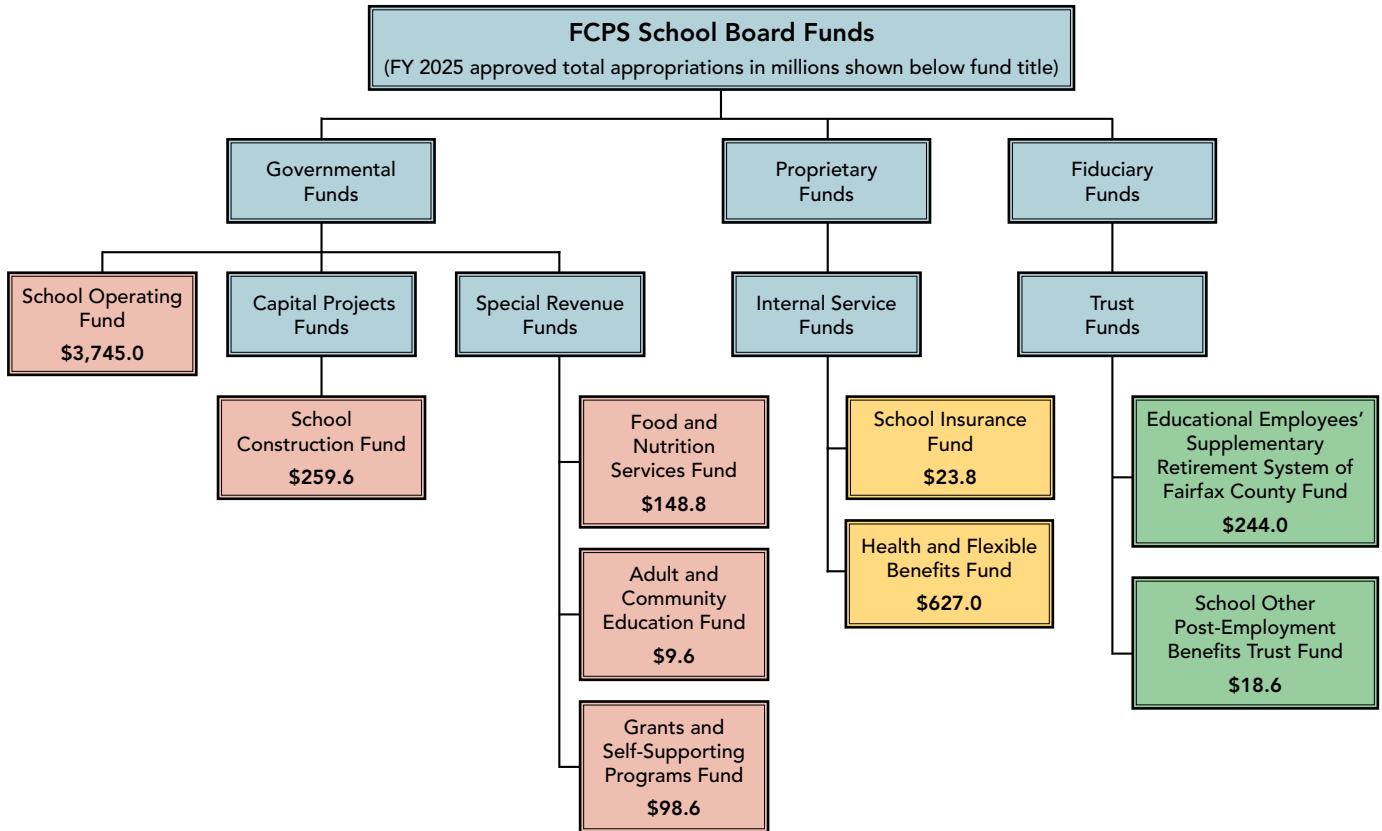 FCPS School Board Funds
(FY 2025 approved total appropriations in millions shown below fund title)
Governmental
Funds
Proprietary
Funds
Fiduciary
Funds
School Operating
Fund
$3,745.0
Capital Projects
Funds
Special Revenue
Funds
Internal Service
Funds
Trust
Funds
School
Construction Fund
$259.6
Food and
Nutrition
Services Fund
$148.8
Adult and
Community
Education Fund
$9.6
Grants and
Self-Supporting
Programs Fund
$98.6
School Insurance
Fund
$23.8
Health and Flexible
Benefits Fund
$627.0
Educational Employees’
Supplementary
Retirement System of
Fairfax County Fund
$244.0
School Other
Post-Employment
Benefits Trust Fund
$18.6